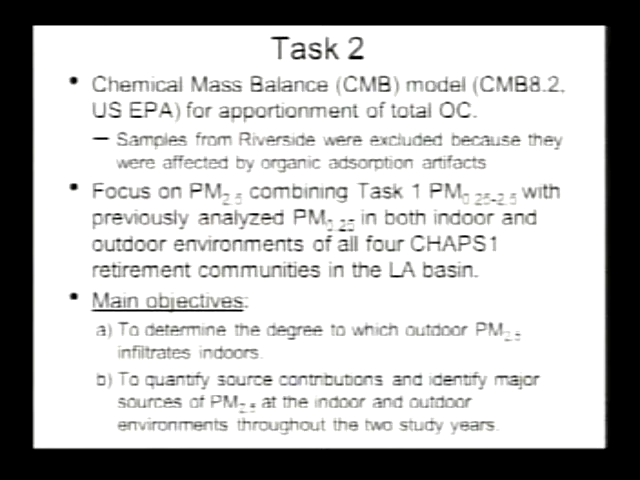 Task 2
• Chemical Mass Balance (CMB) model (CMB8.2,
US EPA) for apportionment of total OC.
– Samples from Riverside were excluded because they
were affected by organic adsorption artifacts
• Focus on PM2.5 combining Task 1 PM0.25-2.5 with
previously analyzed PM0.25 in both indoor and
outdoor environments of all four CHAPS1
retirement communities in the LA basin.
• Main objectives:
a) To determine the degree to which outdoor PM2.5
infiltrates indoors.
b) To quantify source contributions and identify major
sources of PM2.5 at the indoor and outdoor
environments throughout the two study years.